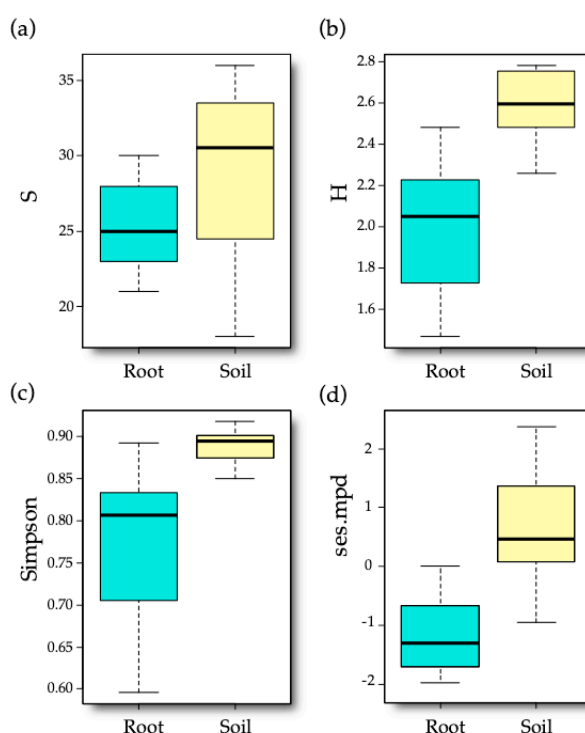 (a)
S
35
30
25
20
Root Soil
(b)
H
2.8
2.6
2.4
2.2
2.0
1.8
1.6
Root Soil
(c)
Simpson
0.90
0.85
0.80
0.75
0.70
0.65
0.60
Root Soil
(d)
ses.mpd
2
1
0
-1
-2
Root Soil